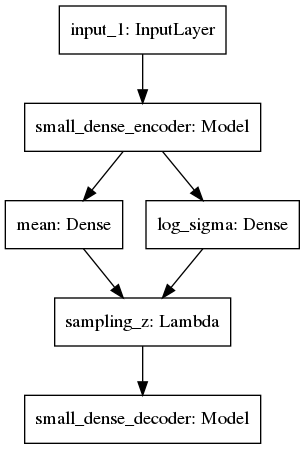 input_1: InputLayer
small_dense_encoder: Model
mean: Dense
log_sigma: Dense
sampling_z: Lambda
small_dense_decoder: Model